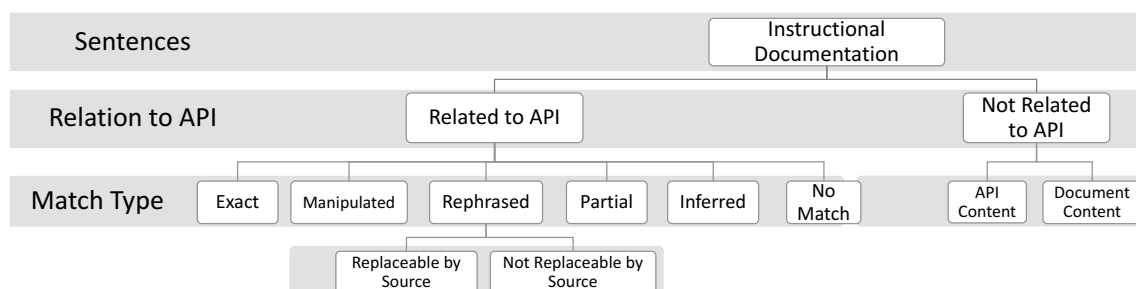 Sentences
Instructional
Documentation
Relation to API
Related to API
Not Related
to API
Match Type
Exact
Manipulated
Rephrased
Partial
Inferred
No
Match
API
Content
Document
Content
Replaceable by
Source
Not Replaceable by
Source